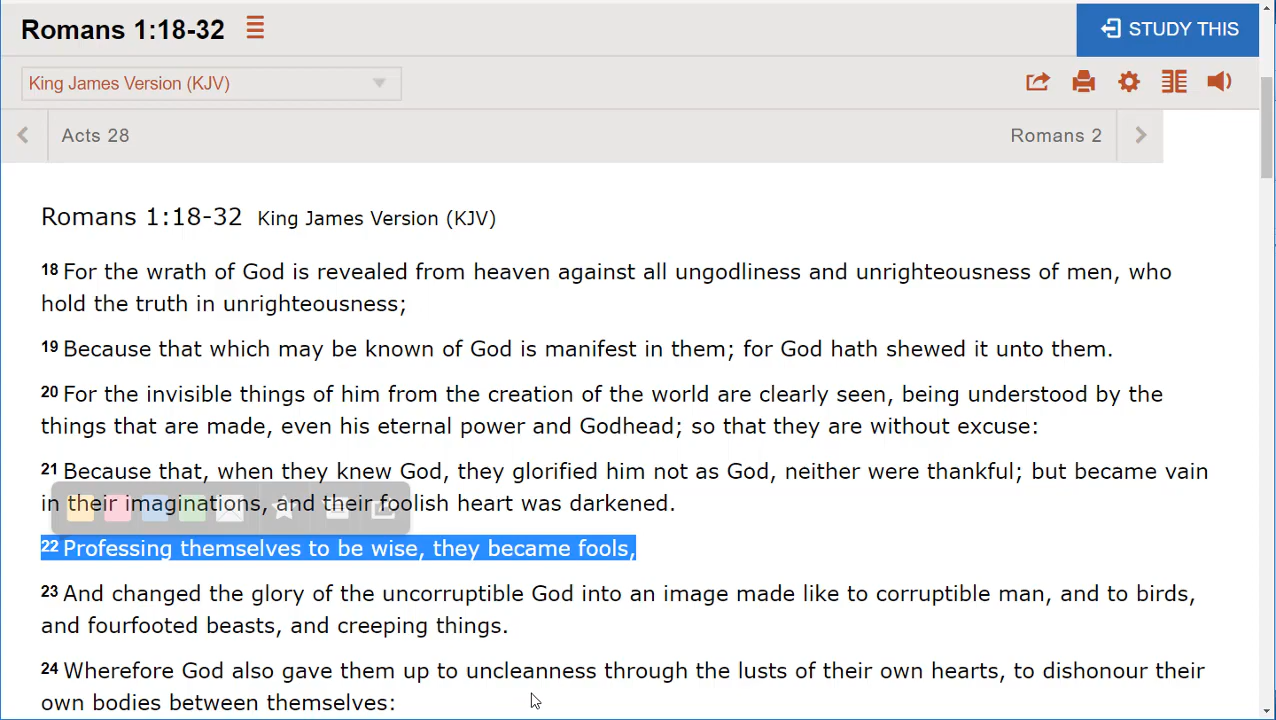 Romans 1:18-32
STUDY THIS
King James Version (KJV)
Acts 28
Romans 2
Romans 1:18-32 King James Version (KJV)
18 For the wrath of God is revealed from heaven against all ungodliness and unrighteousness of men, who
hold the truth in unrighteousness;
19 Because that which may be known of God is manifest in them; for God hath shewed it unto them.
20 For the invisible things of him from the creation of the world are clearly seen, being understood by the
things that are made, even his eternal power and Godhead; so that they are without excuse:
21 Because that, when they knew God, they glorified him not as God, neither were thankful; but became vain
in their imaginations, and their foolish heart was darkened.
22 Professing themselves to be wise, they became fools,
23 And changed the glory of the uncorruptible God into an image made like to corruptible man, and to birds,
and fourfooted beasts, and creeping things.
24 Wherefore God also gave them up to uncleanness through the lusts of their own hearts, to dishonour their
own bodies between themselves: